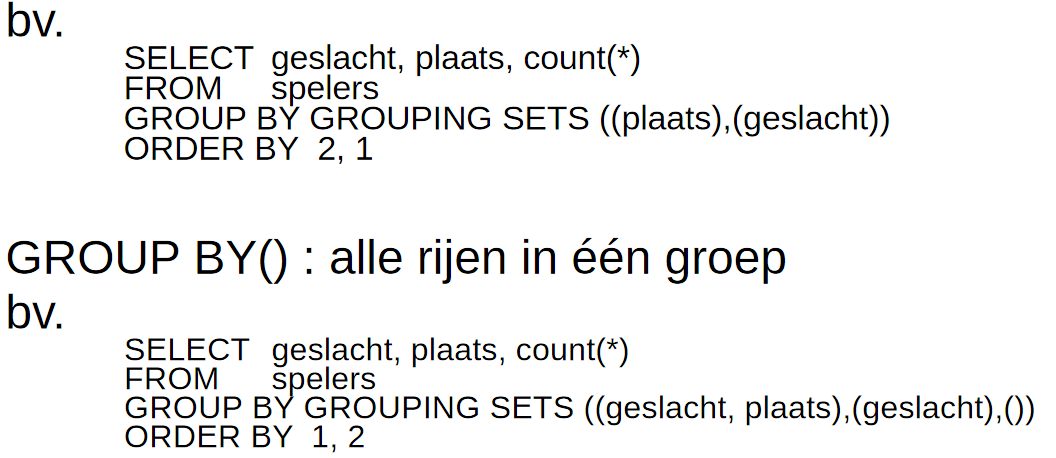 bv.
SELECT geslacht, plaats, count(*)
FROM spelers
GROUP BY GROUPING SETS ((plaats),(geslacht))
ORDER BY 2, 1
GROUP BY() : alle rijen in één groep
bv.
SELECT geslacht, plaats, count(*)
FROM spelers
GROUP BY GROUPING SETS ((geslacht, plaats),(geslacht),())
ORDER BY 1, 2